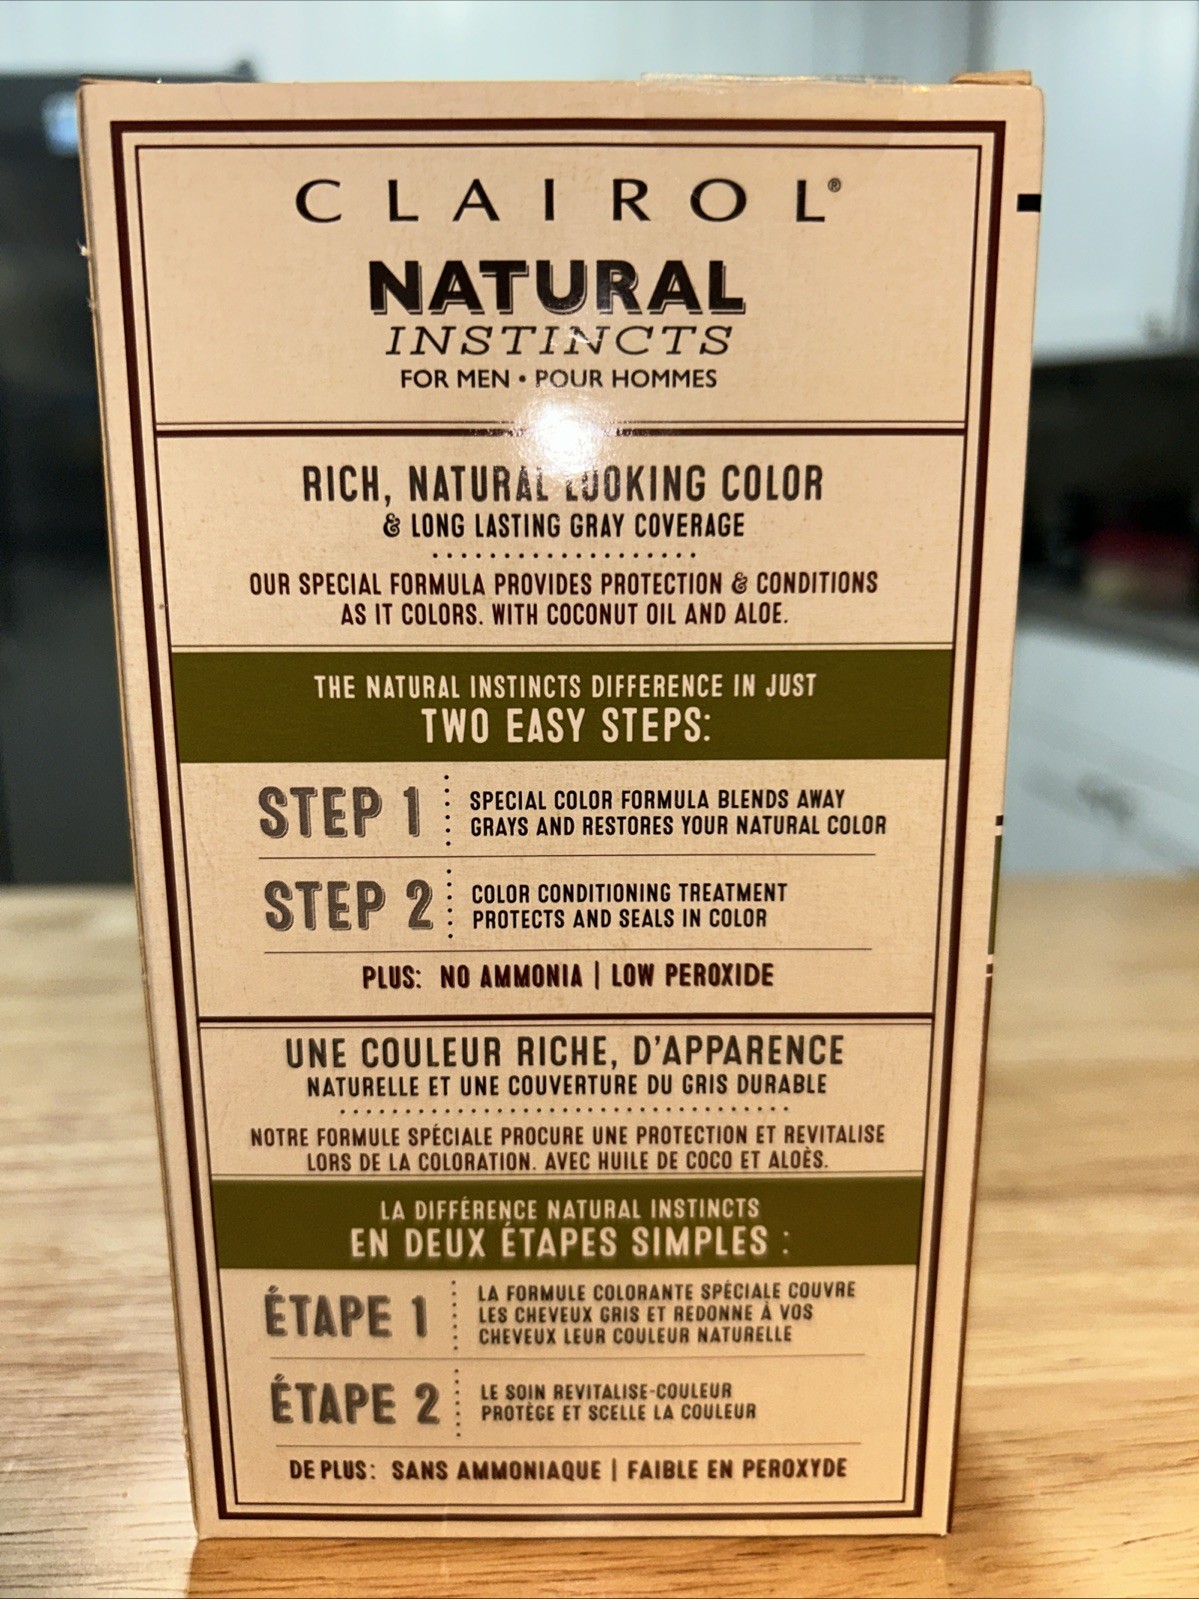 CLAIROL®
NATURAL
INSTINCTS
FOR MEN • POUR HOMMES
RICH, NATURAL LOOKING COLOR
& LONG LASTING GRAY COVERAGE
OUR SPECIAL FORMULA PROVIDES PROTECTION & CONDITIONS
AS IT COLORS. WITH COCONUT OIL AND ALOE.
THE NATURAL INSTINCTS DIFFERENCE IN JUST
TWO EASY STEPS:
STEP 1
SPECIAL COLOR FORMULA BLENDS AWAY
GRAYS AND RESTORES YOUR NATURAL COLOR
STEP 2
COLOR CONDITIONING TREATMENT
PROTECTS AND SEALS IN COLOR
PLUS: NO AMMONIA | LOW PEROXIDE
UNE COULEUR RICHE, D'APPARENCE
NATURELLE ET UNE COUVERTURE DU GRIS DURABLE
NOTRE FORMULE SPÉCIALE PROCURE UNE PROTECTION ET REVITALISE
LORS DE LA COLORATION. AVEC HUILE DE COCO ET ALOÈS.
LA DIFFÉRENCE NATURAL INSTINCTS
EN DEUX ÉTAPES SIMPLES :
ÉTAPE 1
LA FORMULE COLORANTE SPÉCIALE COUVRE
LES CHEVEUX GRIS ET REDONNE À VOS
CHEVEUX LEUR COULEUR NATURELLE
ÉTAPE 2
LE SOIN REVITALISE-COULEUR
PROTÈGE ET SCELLE LA COULEUR
DE PLUS : SANS AMMONIAQUE | FAIBLE EN PEROXYDE